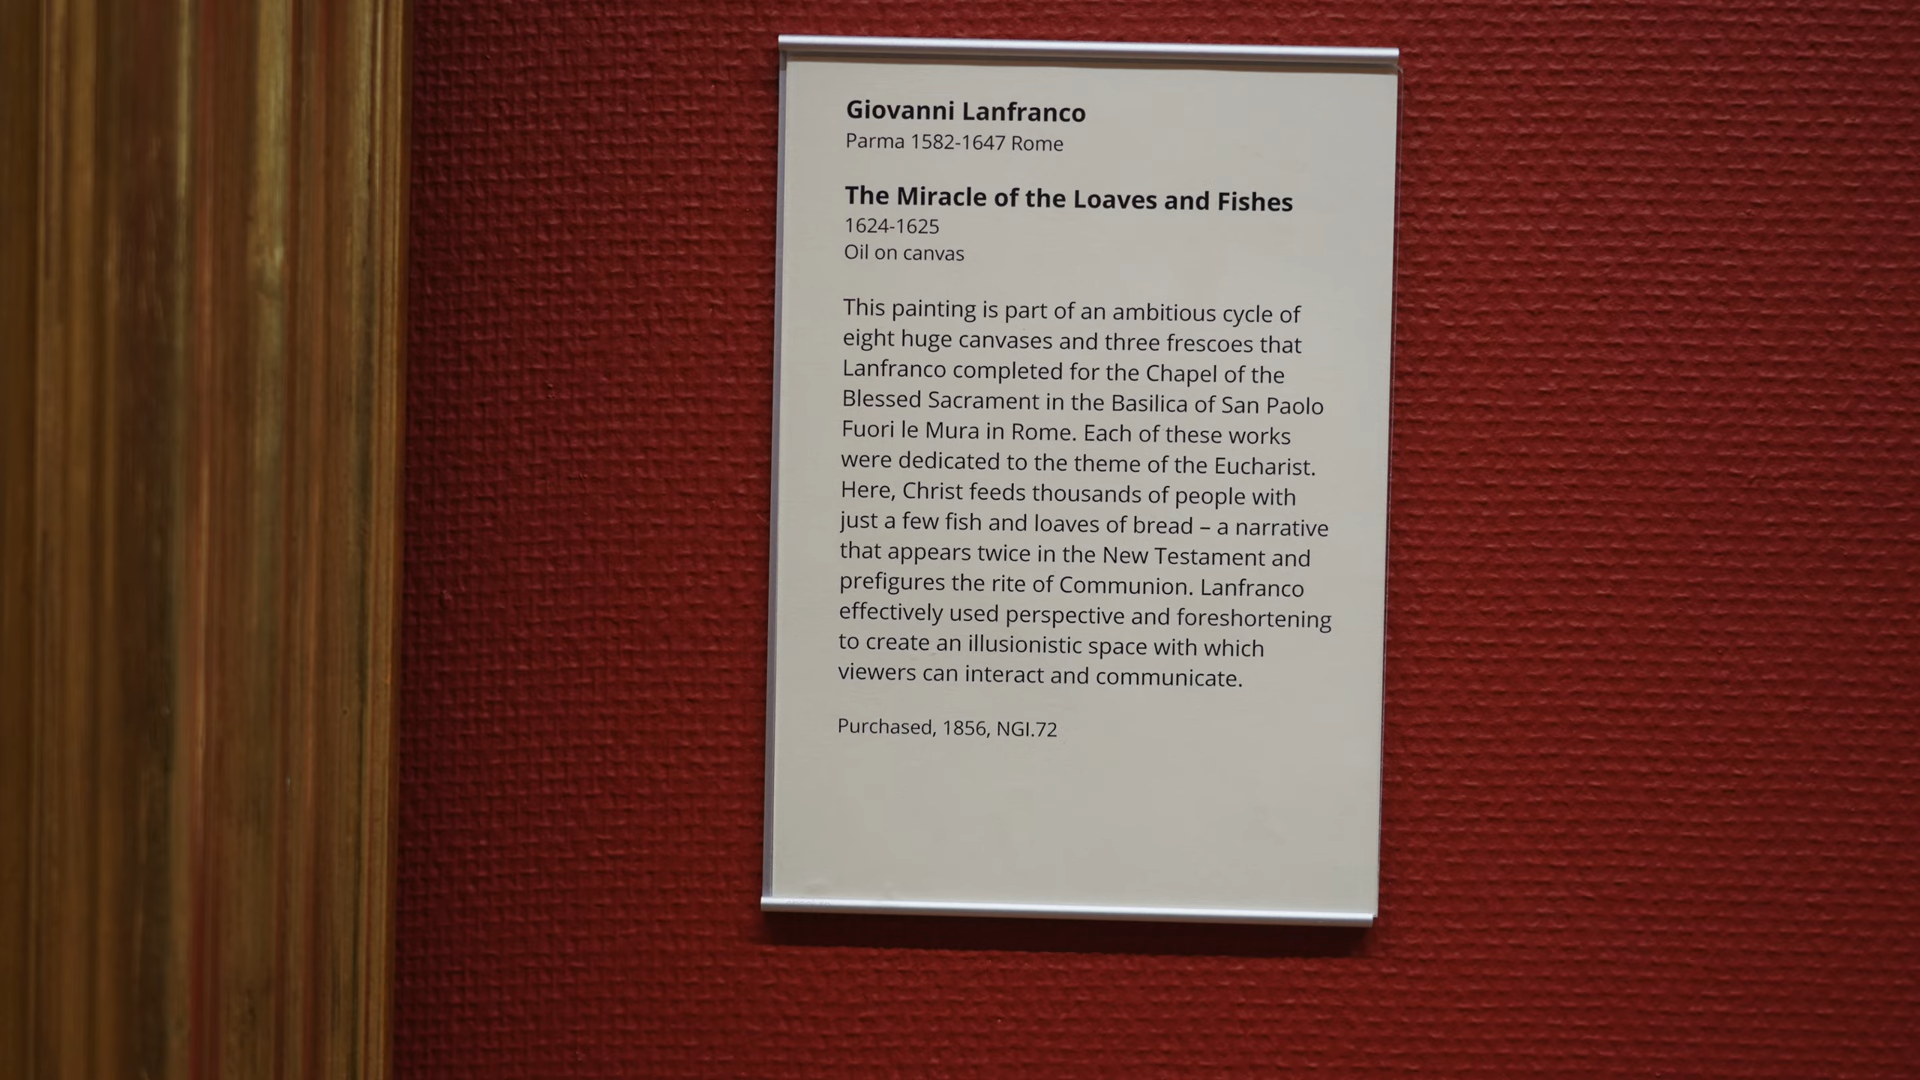 Giovanni Lanfranco
Parma 1582-1647 Rome
The Miracle of the Loaves and Fishes
1624-1625
Oil on canvas
This painting is part of an ambitious cycle of
eight huge canvases and three frescoes that
Lanfranco completed for the Chapel of the
Blessed Sacrament in the Basilica of San Paolo
Fuori le Mura in Rome. Each of these works
were dedicated to the theme of the Eucharist.
Here, Christ feeds thousands of people with
just a few fish and loaves of bread – a narrative
that appears twice in the New Testament and
prefigures the rite of Communion. Lanfranco
effectively used perspective and foreshortening
to create an illusionistic space with which
viewers can interact and communicate.
Purchased, 1856, NGI.72